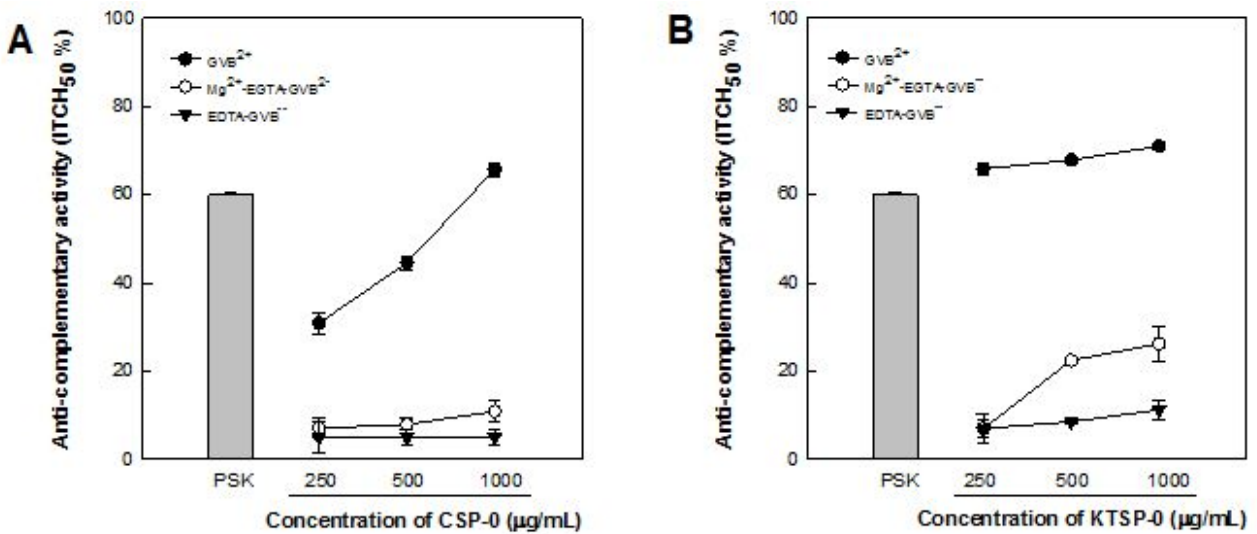 A
Anti-complementary activity (ITCH50 %)
100
80
60
40
20
0
GVB2+
Mg2+-EGTA-GVB2-
EDTA-GVB--
PSK
250
500
1000
Concentration of CSP-0 (µg/mL)
B
Anti-complementary activity (ITCH50 %)
100
80
60
40
20
0
GVB2+
Mg2+-EGTA-GVB--
EDTA-GVB--
PSK
250
500
1000
Concentration of KTSP-0 (µg/mL)